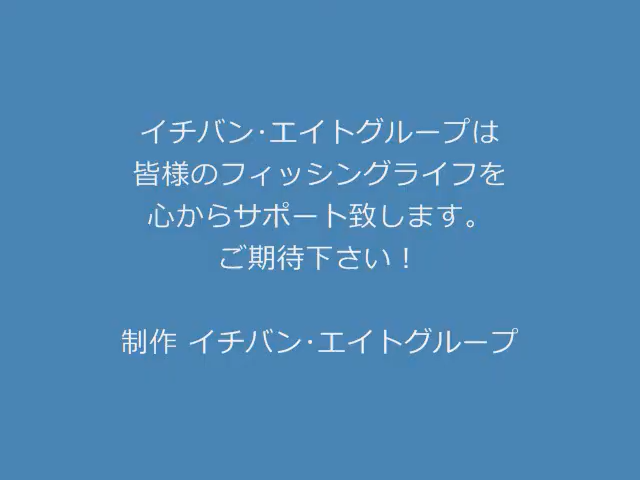 イチバン･エイトグループは
皆様のフィッシングライフを
心からサポート致します。
ご期待下さい！
制作 イチバン･エイトグループ